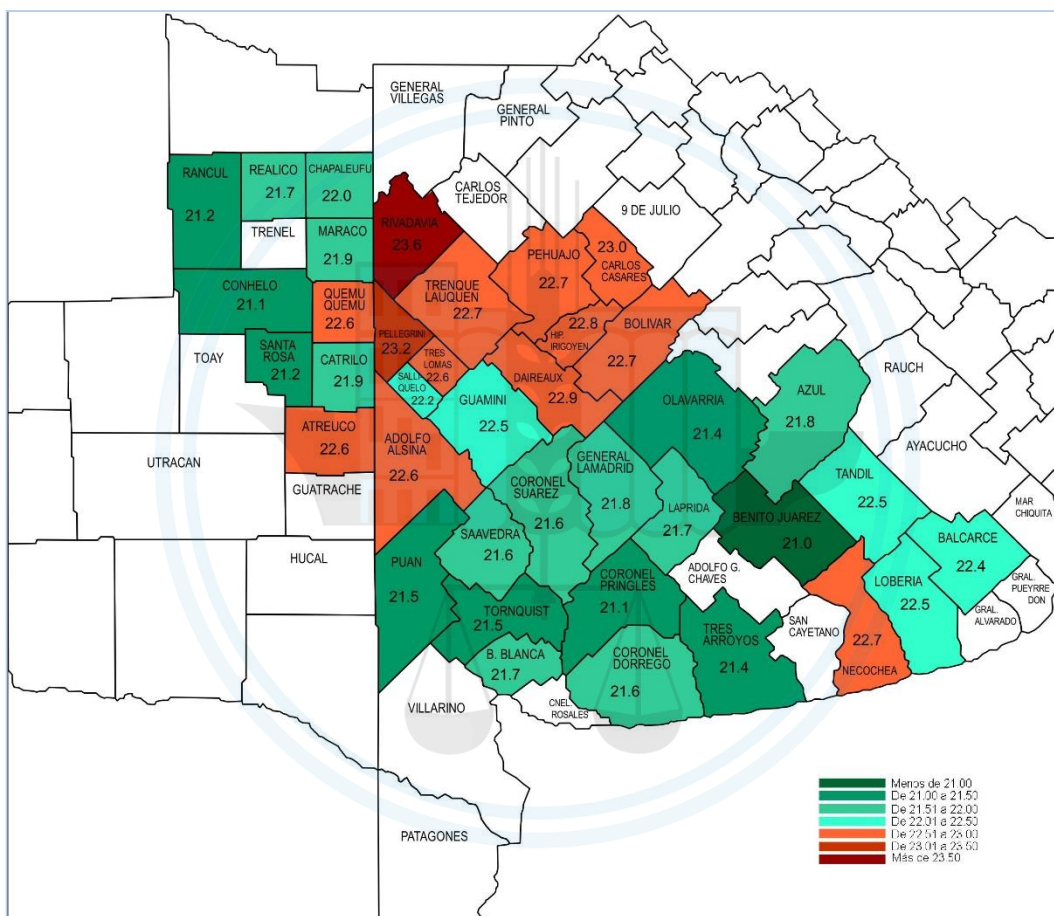 GENERAL
VILLEGAS
GENERAL
PINTO
RANCUL
21.2
REALICO
21.7
CHAPALEUFU
22.0
TRENEL
MARACO
21.9
RIVADAVIA
23.6
CARLOS
TEJEDOR
9 DE JULIO
PEHUAJO
22.7
23.0
CARLOS
CASARES
CONHELO
21.1
QUEMU
QUEMU
22.6
TRENQUE
LAUQUEN
22.7
22.8
HIP.
IRIGOYEN
BOLIVAR
22.7
TOAY
SANTA
ROSA
21.2
CATRILO
21.9
PELLEGRINI
23.2
TRES
LOMAS
22.6
SALLI
QUELO
22.2
DAIREAUX
22.9
GUAMINI
22.5
OLAVARRIA
21.4
AZUL
21.8
RAUCH
AYACUCHO
ATREUCO
22.6
ADOLFO
ALSINA
22.6
UTRACAN
GUATRACHE
GENERAL
LAMADRID
21.8
CORONEL
SUAREZ
21.6
LAPRIDA
21.7
BENITO JUAREZ
21.0
TANDIL
22.5
MAR
CHIQUITA
BALCARCE
22.4
SAAVEDRA
21.6
HUCAL
PUAN
21.5
CORONEL
PRINGLES
21.1
ADOLFO G.
CHAVES
LOBERIA
22.5
GRAL.
PUEYRRE
DON
GRAL.
ALVARADO
TORNQUIST
21.5
TRES
ARROYOS
21.4
SAN
CAYETANO
22.7
NECOCHEA
B. BLANCA
21.7
CORONEL
DORREGO
21.6
CNEL.
ROSALES
VILLARINO
PATAGONES
Menos de 21.00
De 21.00 a 21.50
De 21.51 a 22.00
De 22.01 a 22.50
De 22.51 a 23.00
De 23.01 a 23.50
Más de 23.50